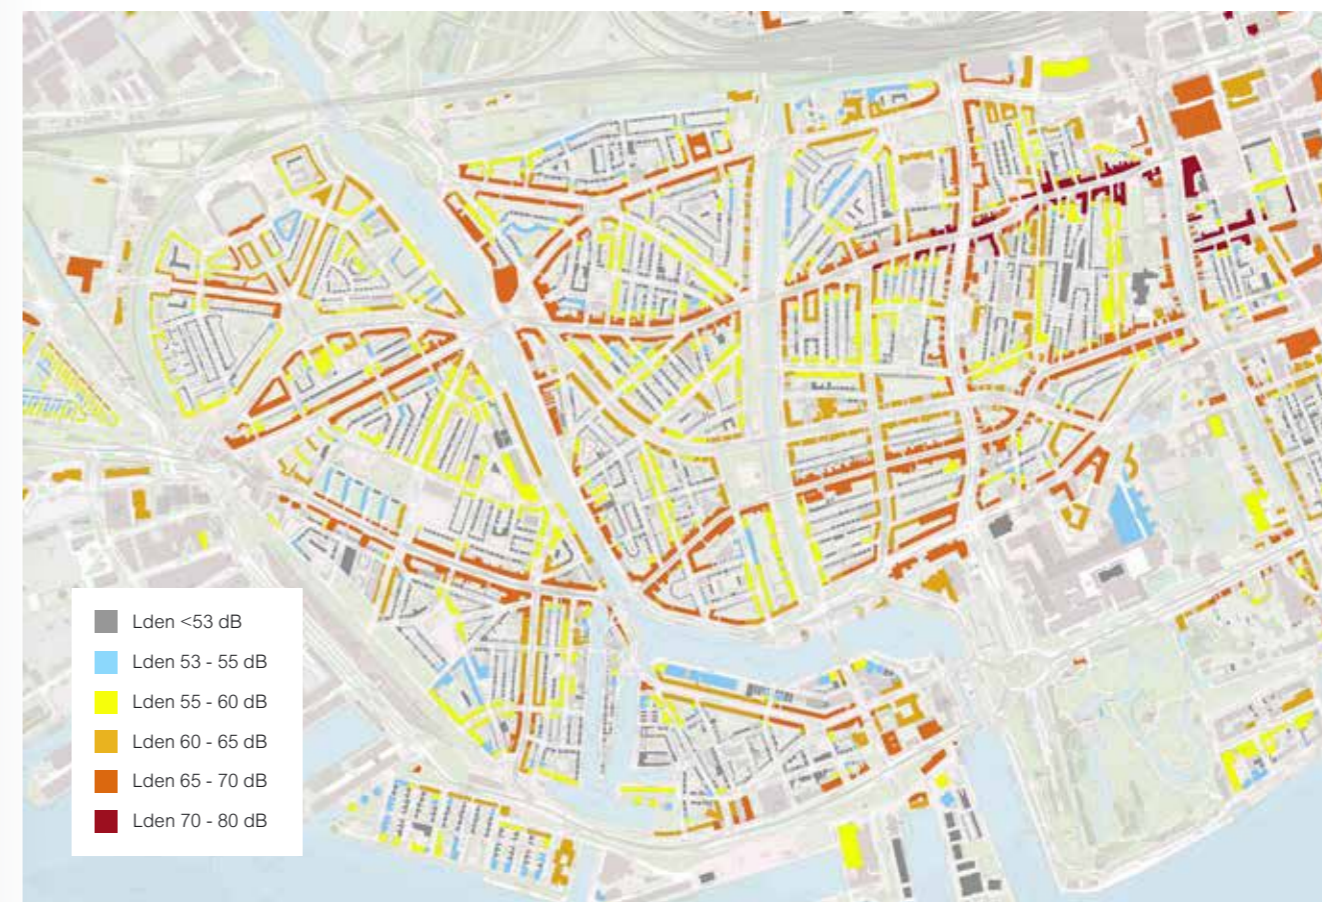 Lden <53 dB
Lden 53 - 55 dB
Lden 55 - 60 dB
Lden 60 - 65 dB
Lden 65 - 70 dB
Lden 70 - 80 dB